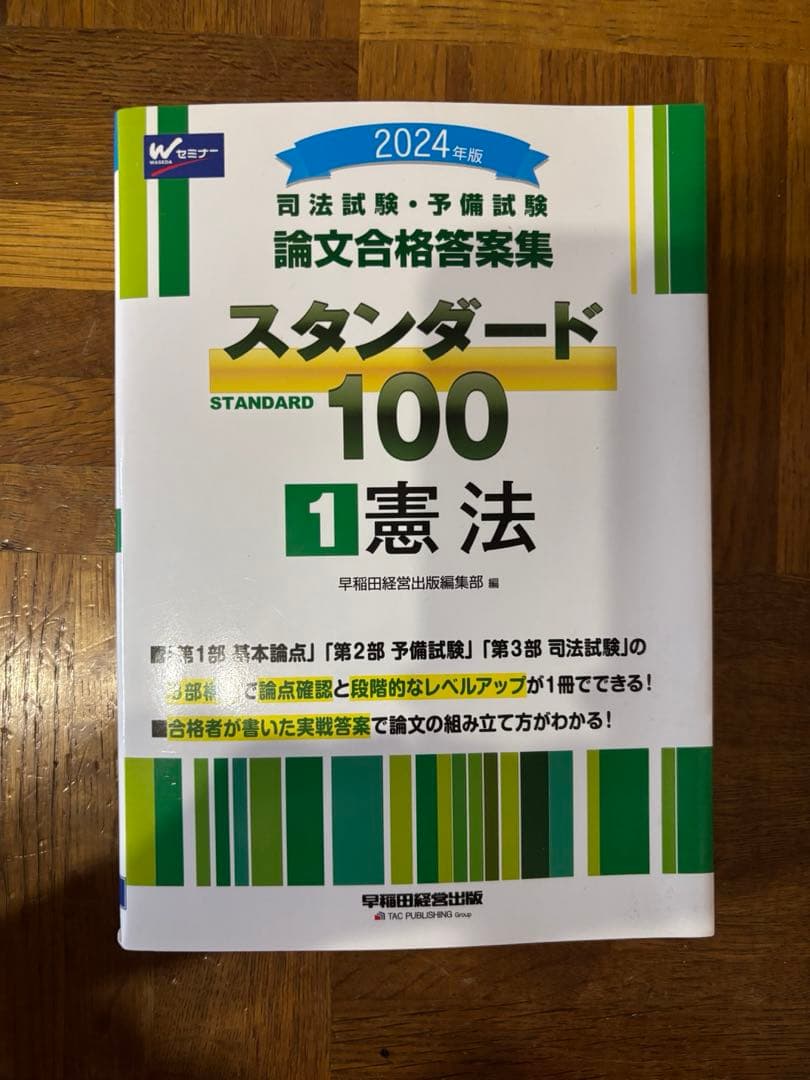 W セミナー
WASEDA
2024年版
司法試験・予備試験
論文合格答案集
スタンダード
STANDARD 100
1 憲法
早稲田経営出版編集部 編
■「第1部 基本論点」「第2部 予備試験」「第3部 司法試験」の
3部構成で論点確認と段階的なレベルアップが1冊でできる!
■合格者が書いた実戦答案で論文の組み立て方がわかる!
早稲田経営出版
TAC PUBLISHING Group